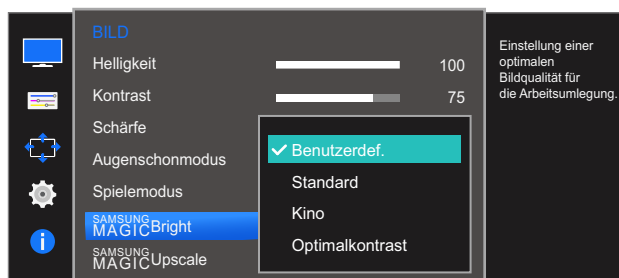 BILD
Helligkeit 100
Kontrast 75
Schärfe
Augenschonmodus
Spielemodus
SAMSUNG
MAGICBright
SAMSUNG
MAGICUpscale
Benutzerdef.
Standard
Kino
Optimalkontrast
Einstellung einer
optimalen
Bildqualität für
die Arbeitsumlegung.